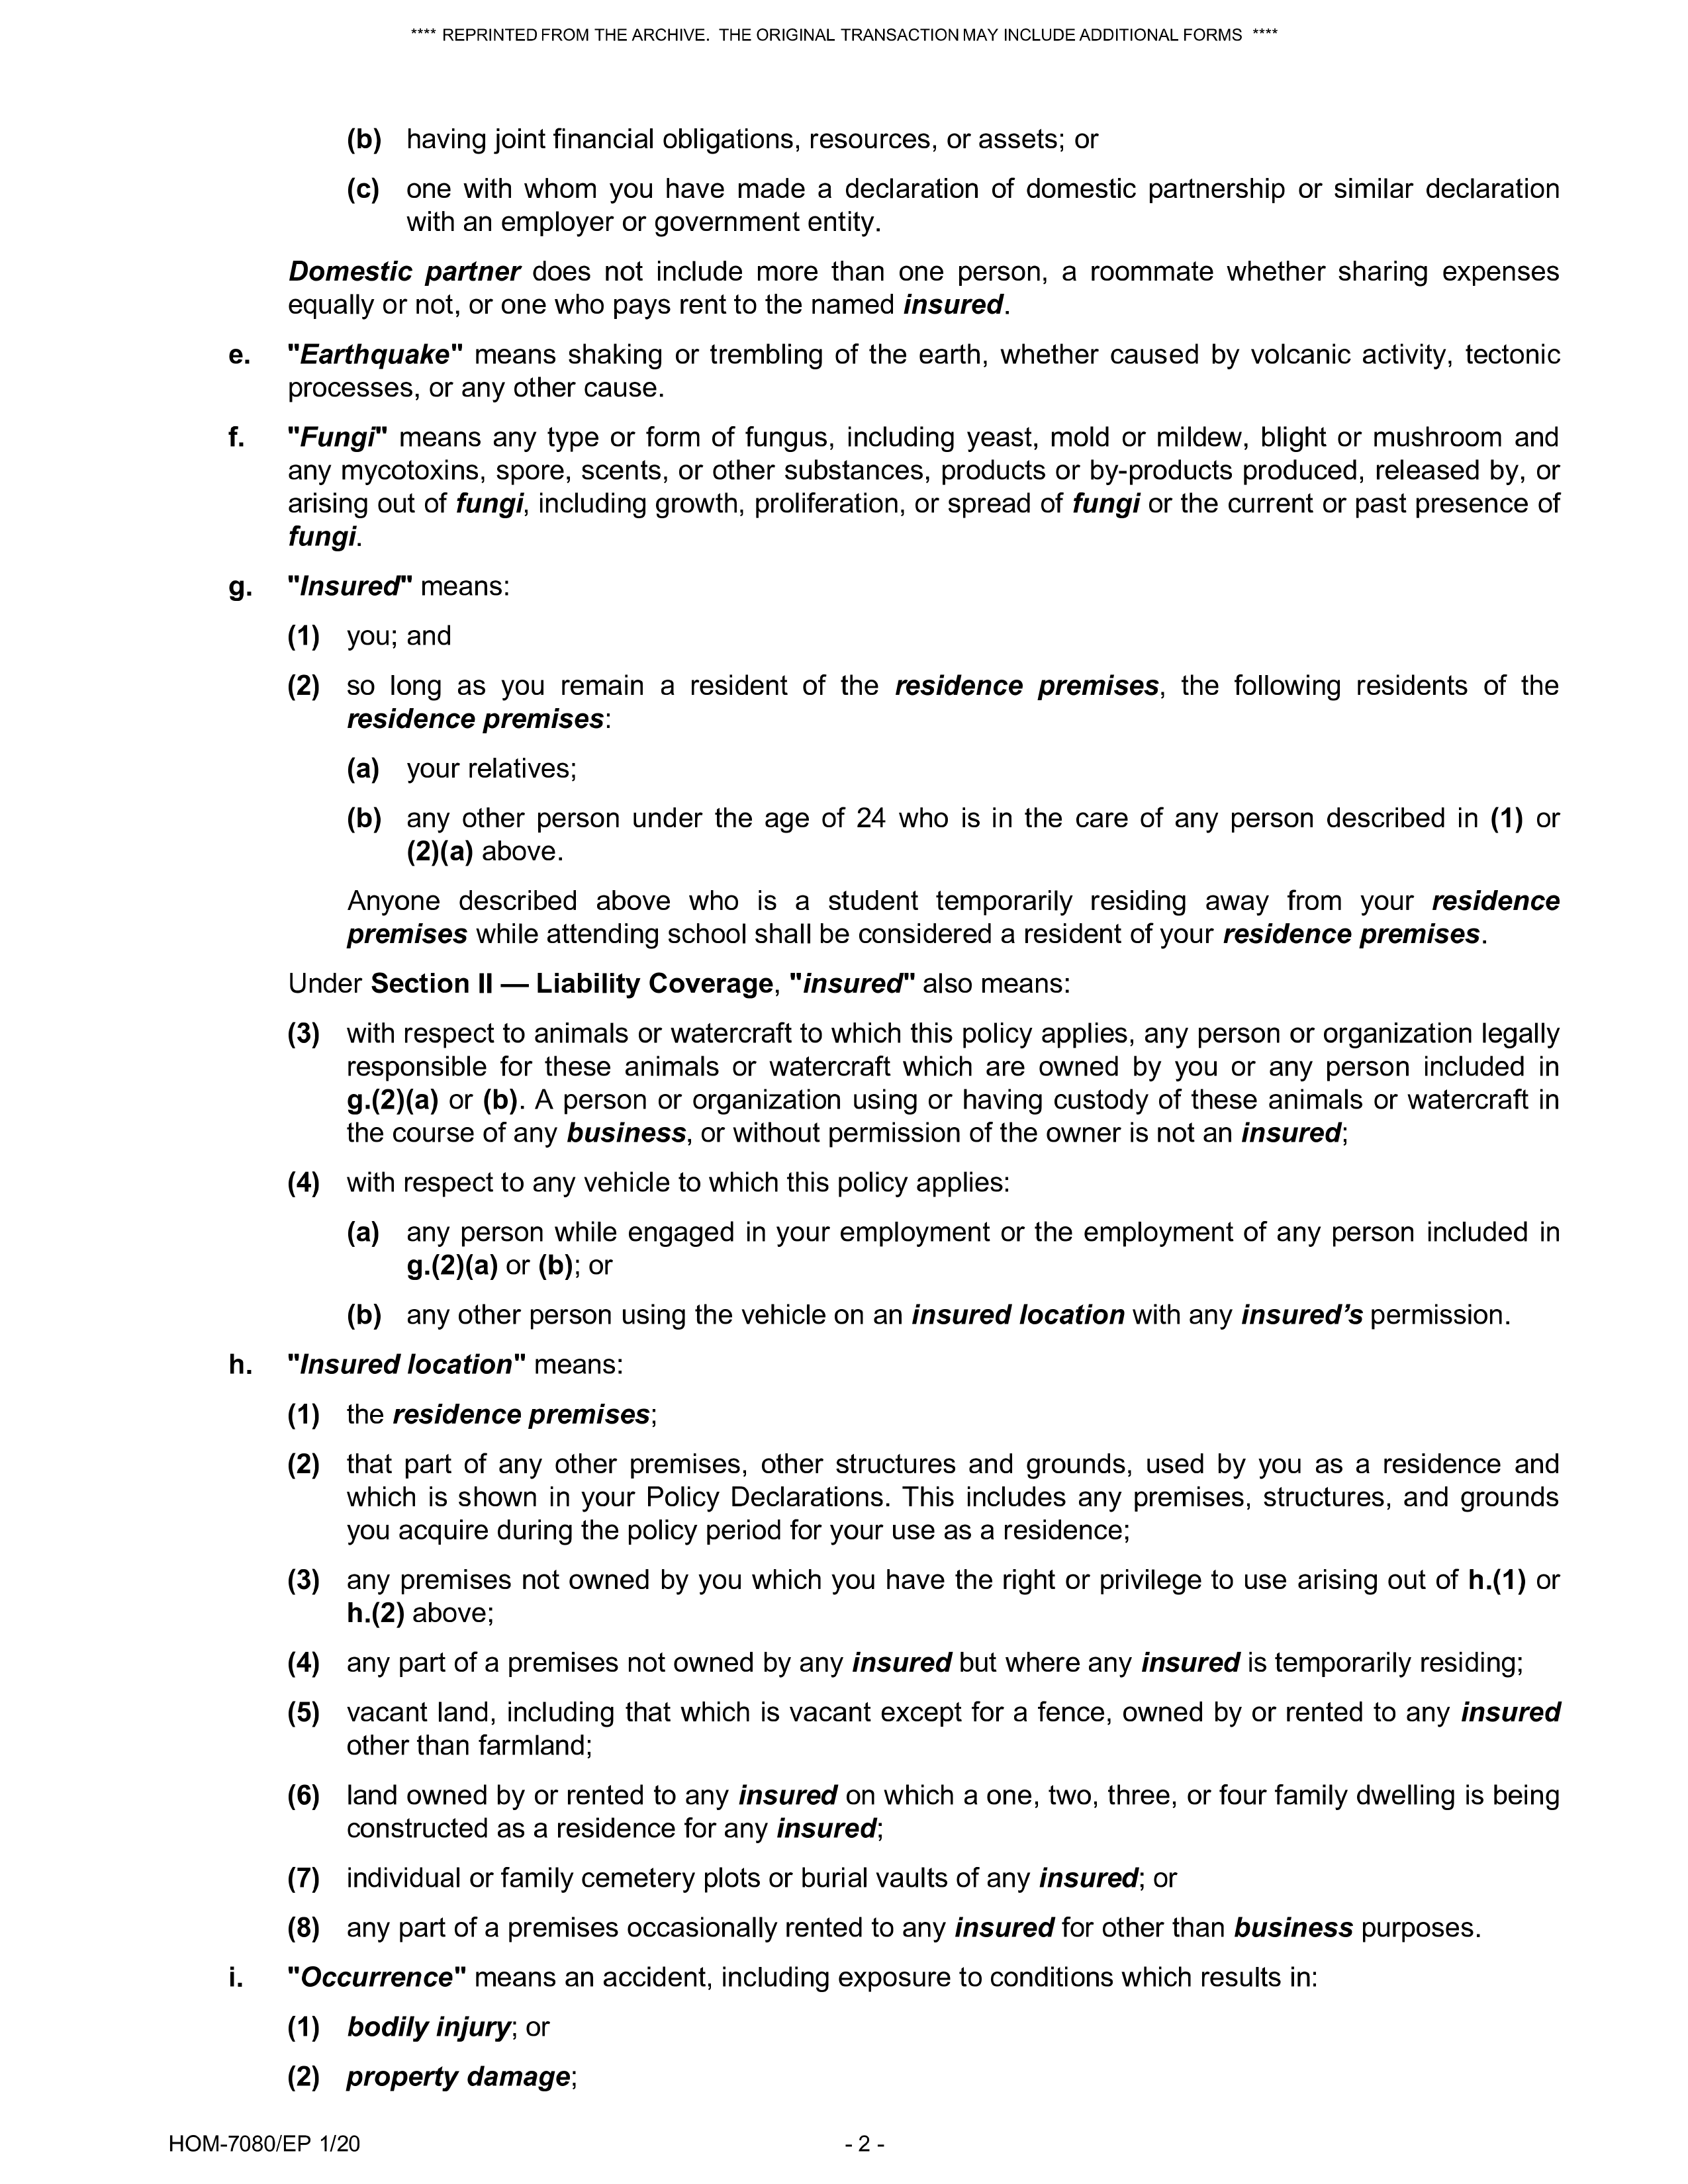 **** REPRINTED FROM THE ARCHIVE. THE ORIGINAL TRANSACTION MAY INCLUDE ADDITIONAL FORMS ****
(b) having joint financial obligations, resources, or assets; or
(c) one with whom you have made a declaration of domestic partnership or similar declaration
with an employer or government entity.
Domestic partner does not include more than one person, a roommate whether sharing expenses
equally or not, or one who pays rent to the named insured.
e. "Earthquake" means shaking or trembling of the earth, whether caused by volcanic activity, tectonic
processes, or any other cause.
f. "Fungi" means any type or form of fungus, including yeast, mold or mildew, blight or mushroom and
any mycotoxins, spore, scents, or other substances, products or by-products produced, released by, or
arising out of fungi, including growth, proliferation, or spread of fungi or the current or past presence of
fungi.
g. "Insured" means:
(1) you; and
(2) so long as you remain a resident of the residence premises, the following residents of the
residence premises:
(a) your relatives;
(b) any other person under the age of 24 who is in the care of any person described in (1) or
(2)(a) above.
Anyone described above who is a student temporarily residing away from your residence
premises while attending school shall be considered a resident of your residence premises.
Under Section II — Liability Coverage, "insured" also means:
(3) with respect to animals or watercraft to which this policy applies, any person or organization legally
responsible for these animals or watercraft which are owned by you or any person included in
g.(2)(a) or (b). A person or organization using or having custody of these animals or watercraft in
the course of any business, or without permission of the owner is not an insured;
(4) with respect to any vehicle to which this policy applies:
(a) any person while engaged in your employment or the employment of any person included in
g.(2)(a) or (b); or
(b) any other person using the vehicle on an insured location with any insured’s permission.
h. "Insured location" means:
(1) the residence premises;
(2) that part of any other premises, other structures and grounds, used by you as a residence and
which is shown in your Policy Declarations. This includes any premises, structures, and grounds
you acquire during the policy period for your use as a residence;
(3) any premises not owned by you which you have the right or privilege to use arising out of h.(1) or
h.(2) above;
(4) any part of a premises not owned by any insured but where any insured is temporarily residing;
(5) vacant land, including that which is vacant except for a fence, owned by or rented to any insured
other than farmland;
(6) land owned by or rented to any insured on which a one, two, three, or four family dwelling is being
constructed as a residence for any insured;
(7) individual or family cemetery plots or burial vaults of any insured; or
(8) any part of a premises occasionally rented to any insured for other than business purposes.
i. "Occurrence" means an accident, including exposure to conditions which results in:
(1) bodily injury; or
(2) property damage;
HOM-7080/EP 1/20
- 2 -